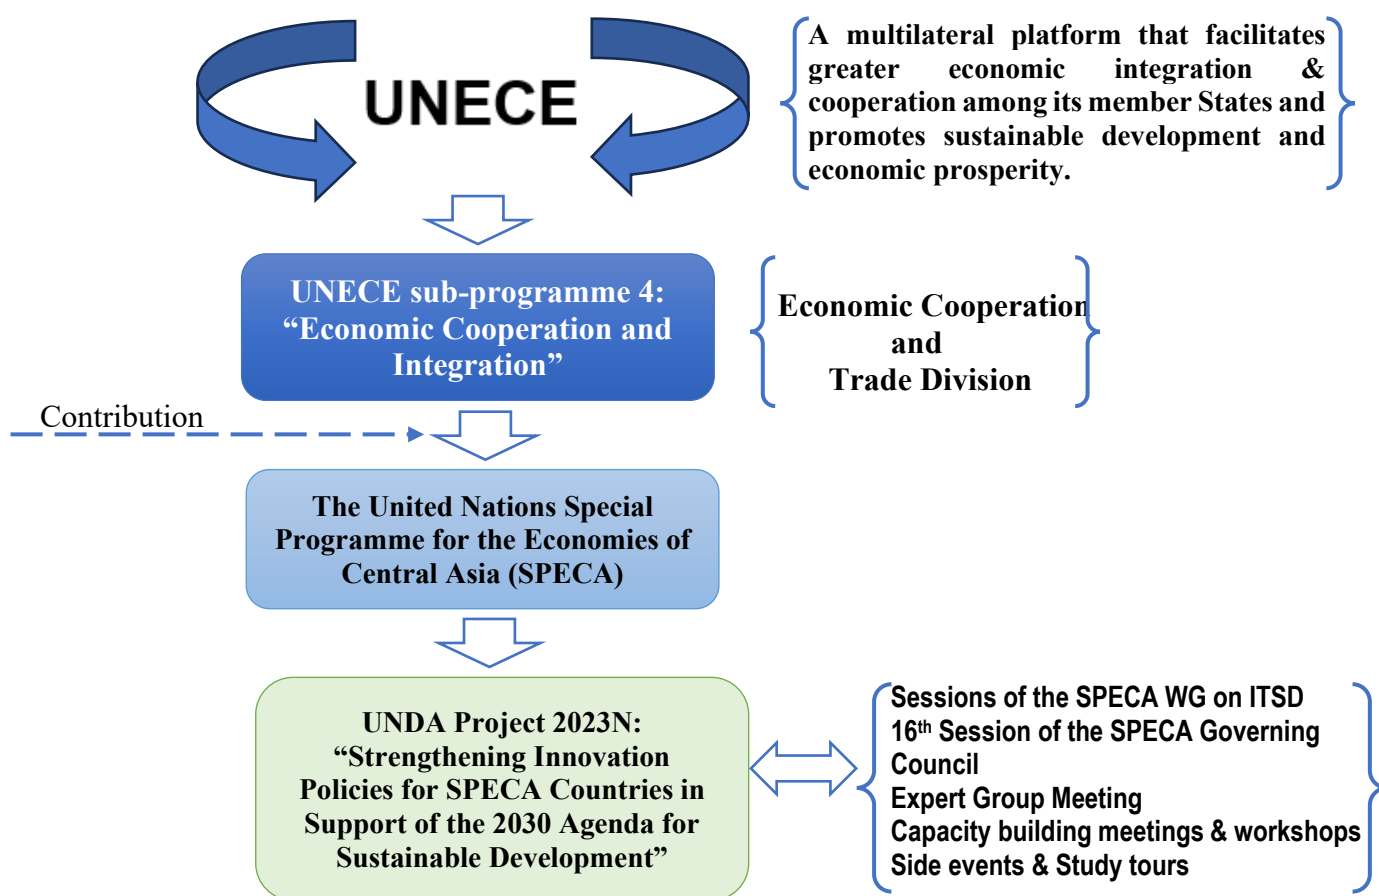 UNECE
A multilateral platform that facilitates
greater economic integration &
cooperation among its member States and
promotes sustainable development and
economic prosperity.
UNECE sub-programme 4:
“Economic Cooperation and
Integration”
Economic Cooperation
and
Trade Division
Contribution
The United Nations Special
Programme for the Economies of
Central Asia (SPECA)
UNDA Project 2023N:
“Strengthening Innovation
Policies for SPECA Countries in
Support of the 2030 Agenda for
Sustainable Development”
Sessions of the SPECA WG on ITSD
16th Session of the SPECA Governing
Council
Expert Group Meeting
Capacity building meetings & workshops
Side events & Study tours